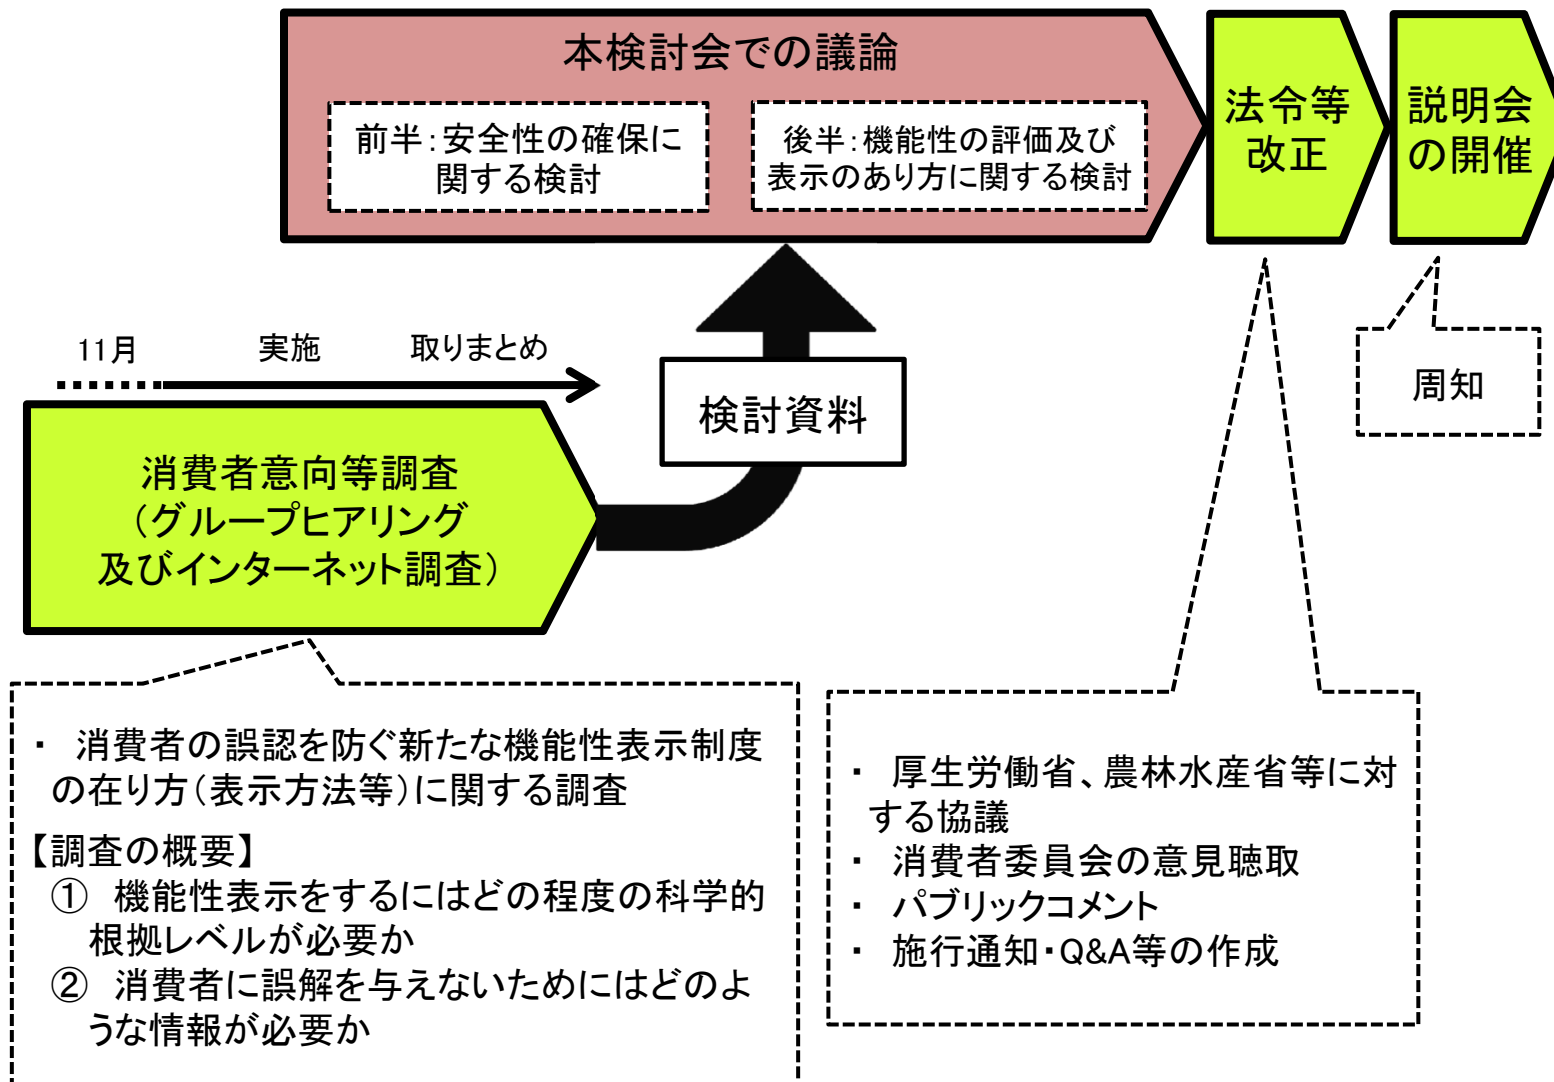 本検討会での議論
前半：安全性の確保に
関する検討
後半：機能性の評価及び
表示のあり方に関する検討
法令等
改正
説明会
の開催
11月 実施 取りまとめ
消費者意向等調査
（グループヒアリング
及びインターネット調査）
検討資料
周知
・ 消費者の誤認を防ぐ新たな機能性表示制度
の在り方（表示方法等）に関する調査
【調査の概要】
① 機能性表示をするにはどの程度の科学的
根拠レベルが必要か
② 消費者に誤解を与えないためにはどのよ
うな情報が必要か
・ 厚生労働省、農林水産省等に対
する協議
・ 消費者委員会の意見聴取
・ パブリックコメント
・ 施行通知・Q&A等の作成